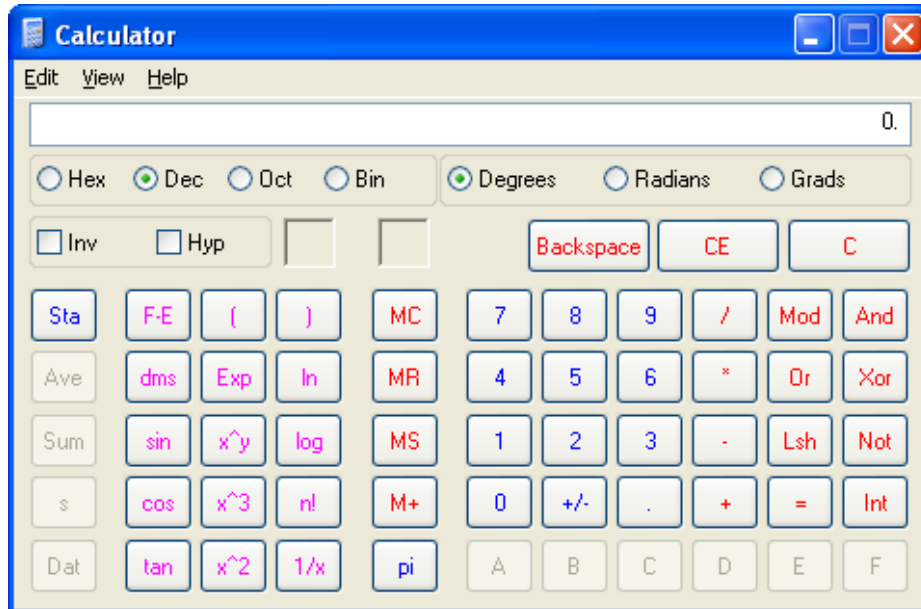 Calculator
Edit View Help
0.
Hex Dec Oct Bin Degrees Radians Grads
Inv Hyp Backspace CE C
Sta F-E ( ) MC 7 8 9 / Mod And
Ave dms Exp ln MR 4 5 6 * Or Xor
Sum sin x^y log MS 1 2 3 - Lsh Not
s cos x^3 n! M+ 0 +/- . + = Int
Dat tan x^2 1/x pi A B C D E F